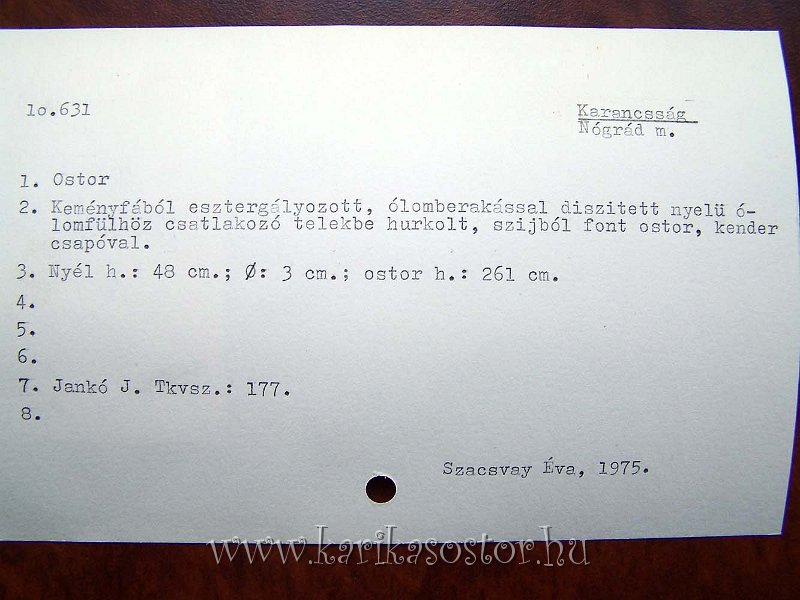 lo.631
Karancsság
Nógrád m.
1. Ostor
2. Keményfából esztergályozott, ólomberakással diszitett nyelü ó-
lomfülhöz csatlakozó telekbe hurkolt, szijból font ostor, kender
csapóval.
3. Nyél h.: 48 cm.; Ø: 3 cm.; ostor h.: 261 cm.
4.
5.
6.
7. Jankó J. Tkvsz.: 177.
8.
Szacsvay Éva, 1975.
www.karikasostor.hu